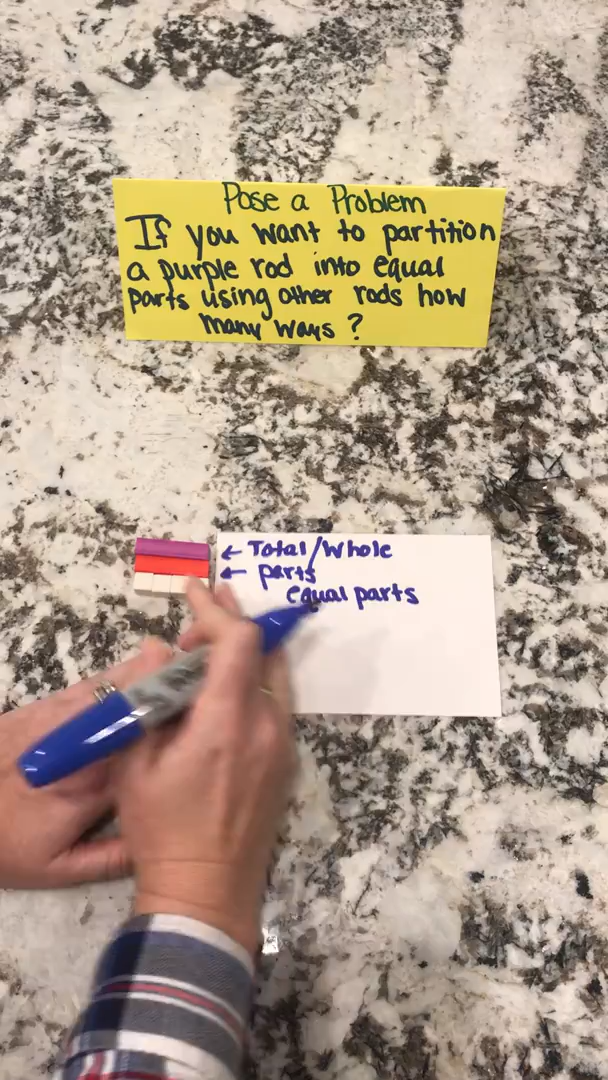 Pose a Problem
If you want to partition
a purple rod into equal
parts using other rods how
many ways ?
← Total/Whole
← parts
equal parts